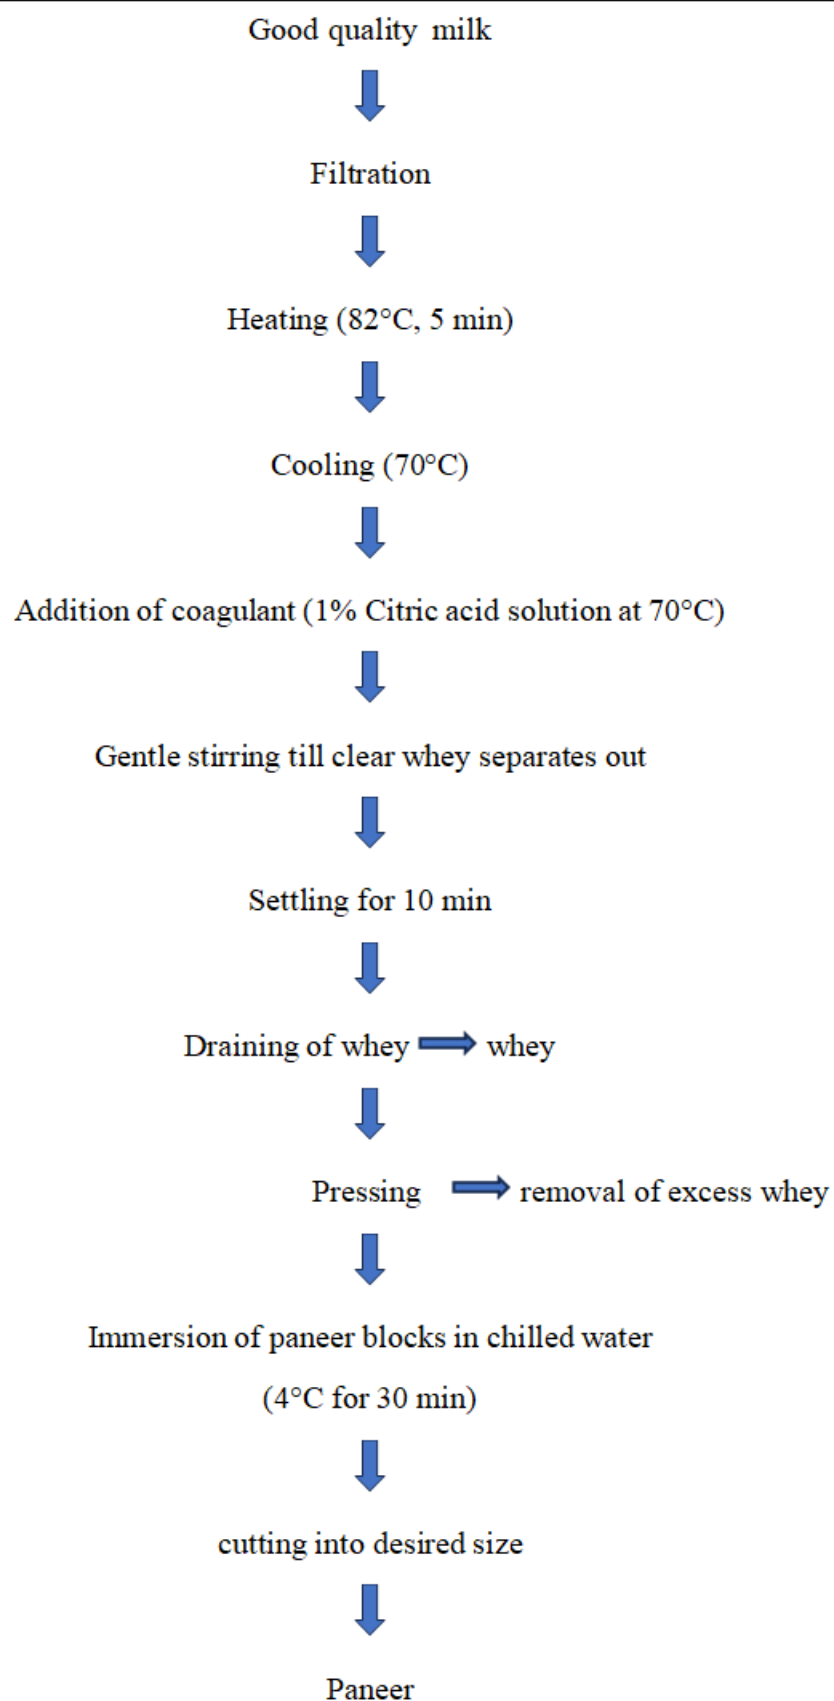 Good quality milk
Filtration
Heating (82°C, 5 min)
Cooling (70°C)
Addition of coagulant (1% Citric acid solution at 70°C)
Gentle stirring till clear whey separates out
Settling for 10 min
Draining of whey whey
Pressing removal of excess whey
Immersion of paneer blocks in chilled water
(4°C for 30 min)
cutting into desired size
Paneer